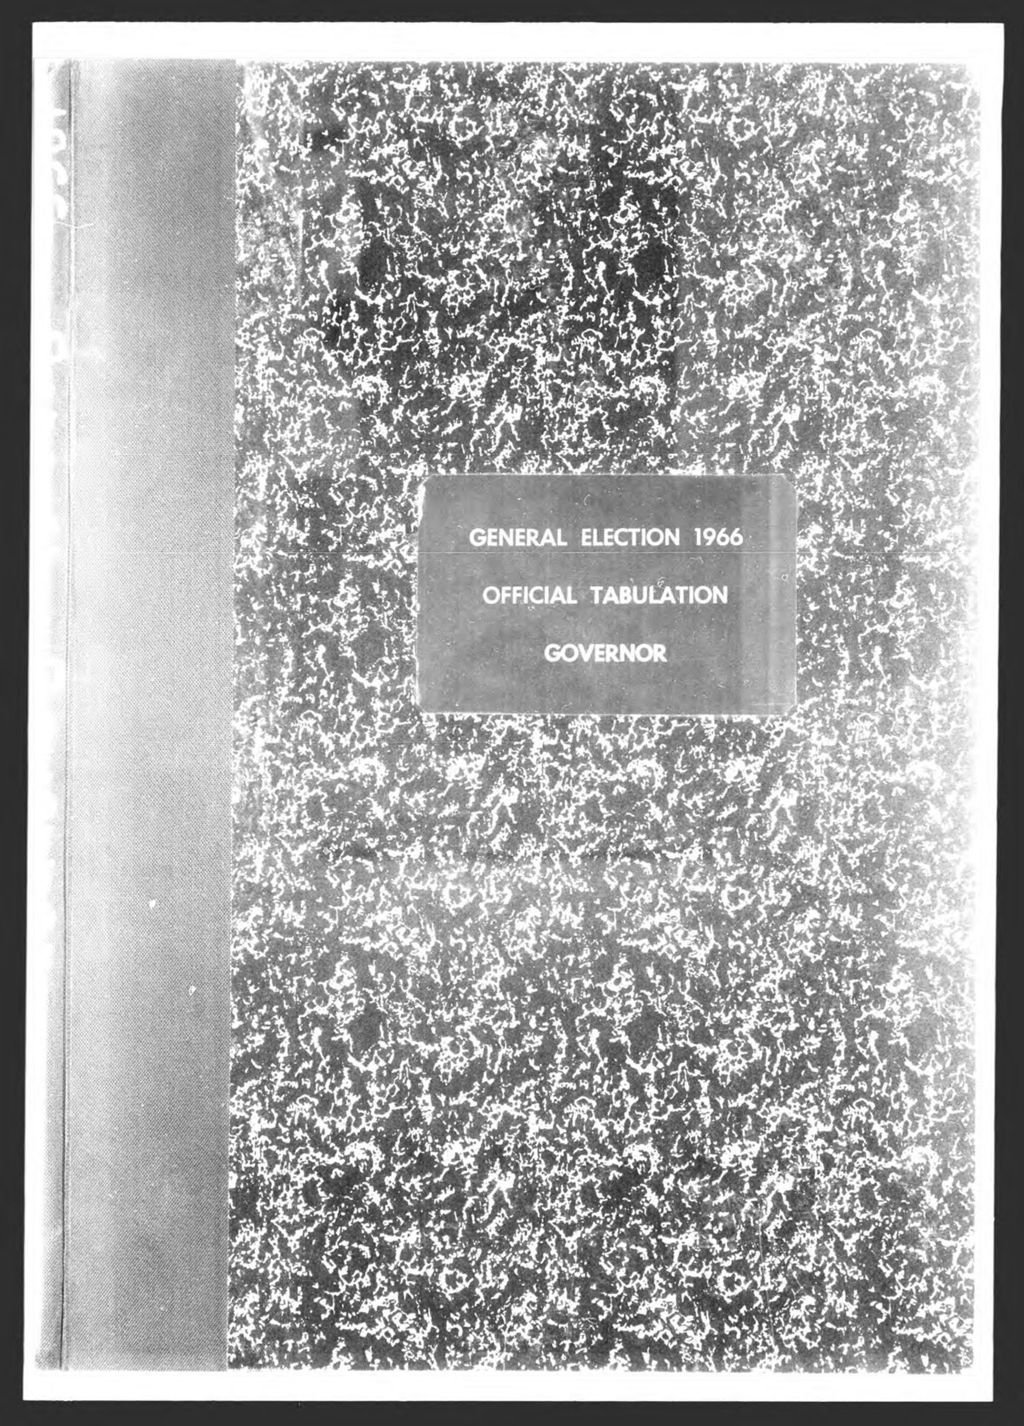 GENERAL ELECTION 1966
OFFICIAL TABULATION
GOVERNOR